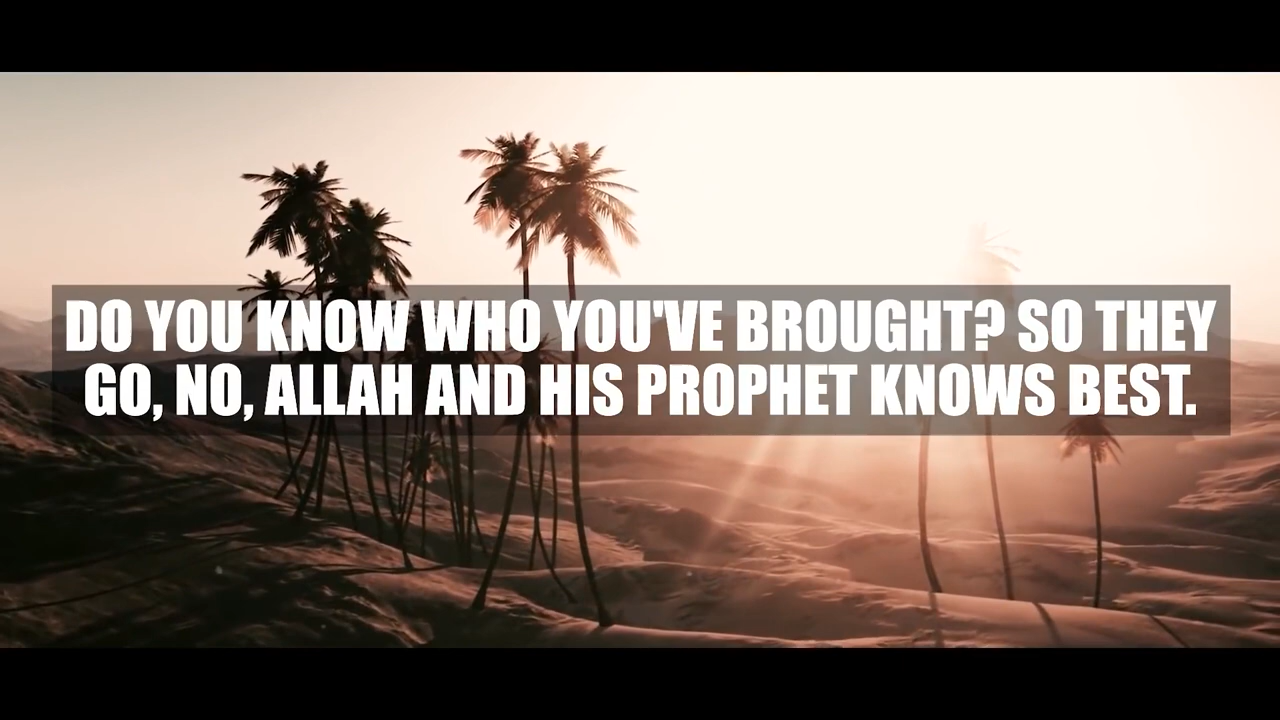 DO YOU KNOW WHO YOU'VE BROUGHT? SO THEY
GO, NO, ALLAH AND HIS PROPHET KNOWS BEST.